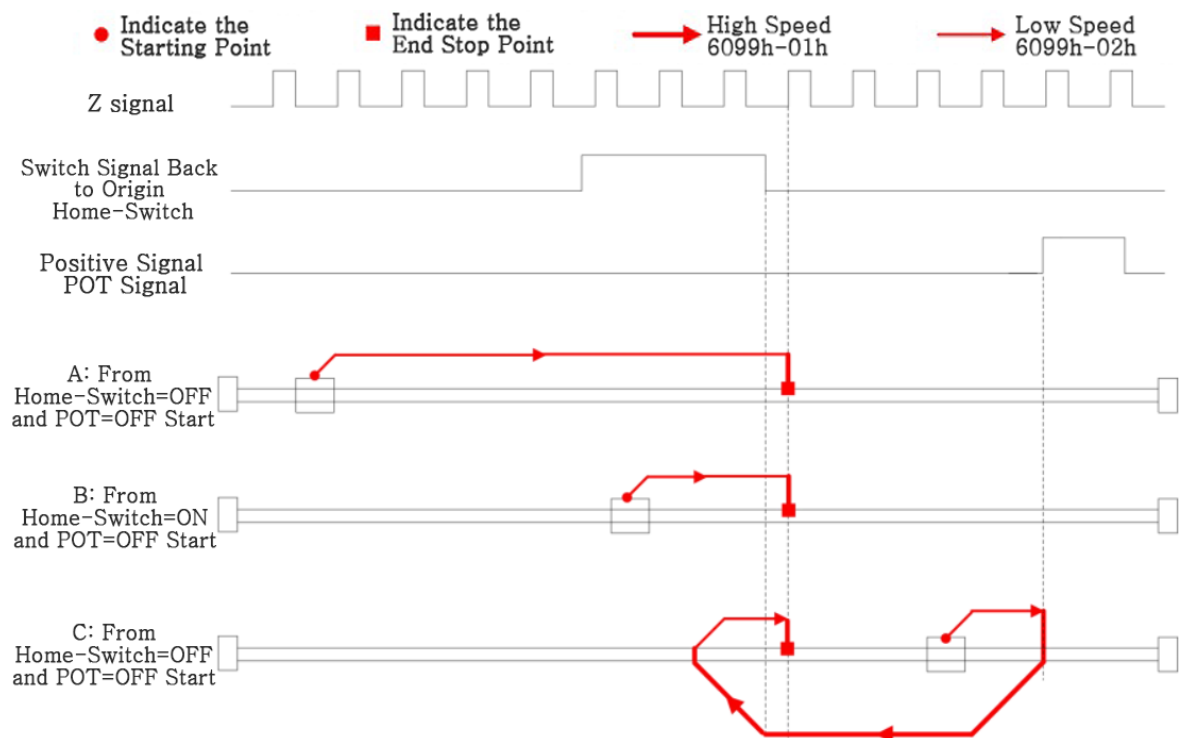 Indicate the
Starting Point
Indicate the
End Stop Point
High Speed
6099h-01h
Low Speed
6099h-02h
Z signal
Switch Signal Back
to Origin
Home-Switch
Positive Signal
POT Signal
A: From
Home-Switch=OFF
and POT=OFF Start
B: From
Home-Switch=ON
and POT=OFF Start
C: From
Home-Switch=OFF
and POT=OFF Start